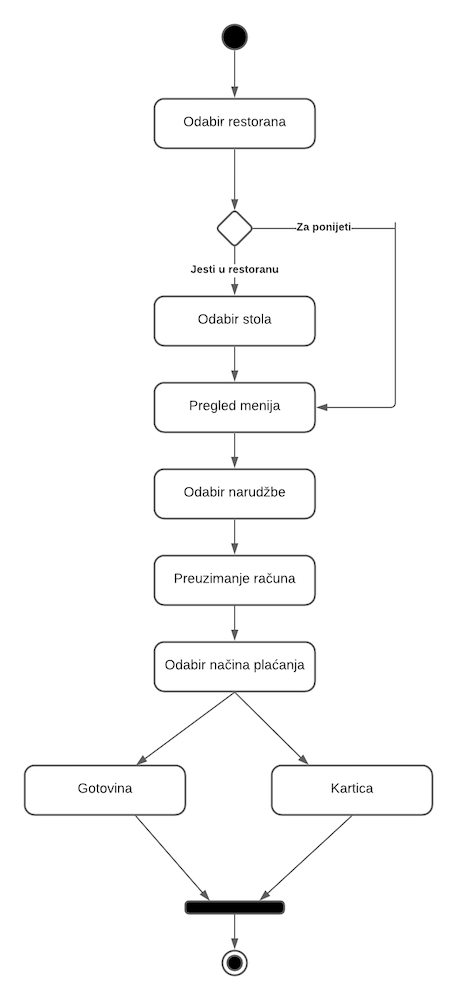 Odabir restorana
Za ponijeti
Jesti u restoranu
Odabir stola
Pregled menija
Odabir narudžbe
Preuzimanje računa
Odabir načina plaćanja
Gotovina
Kartica